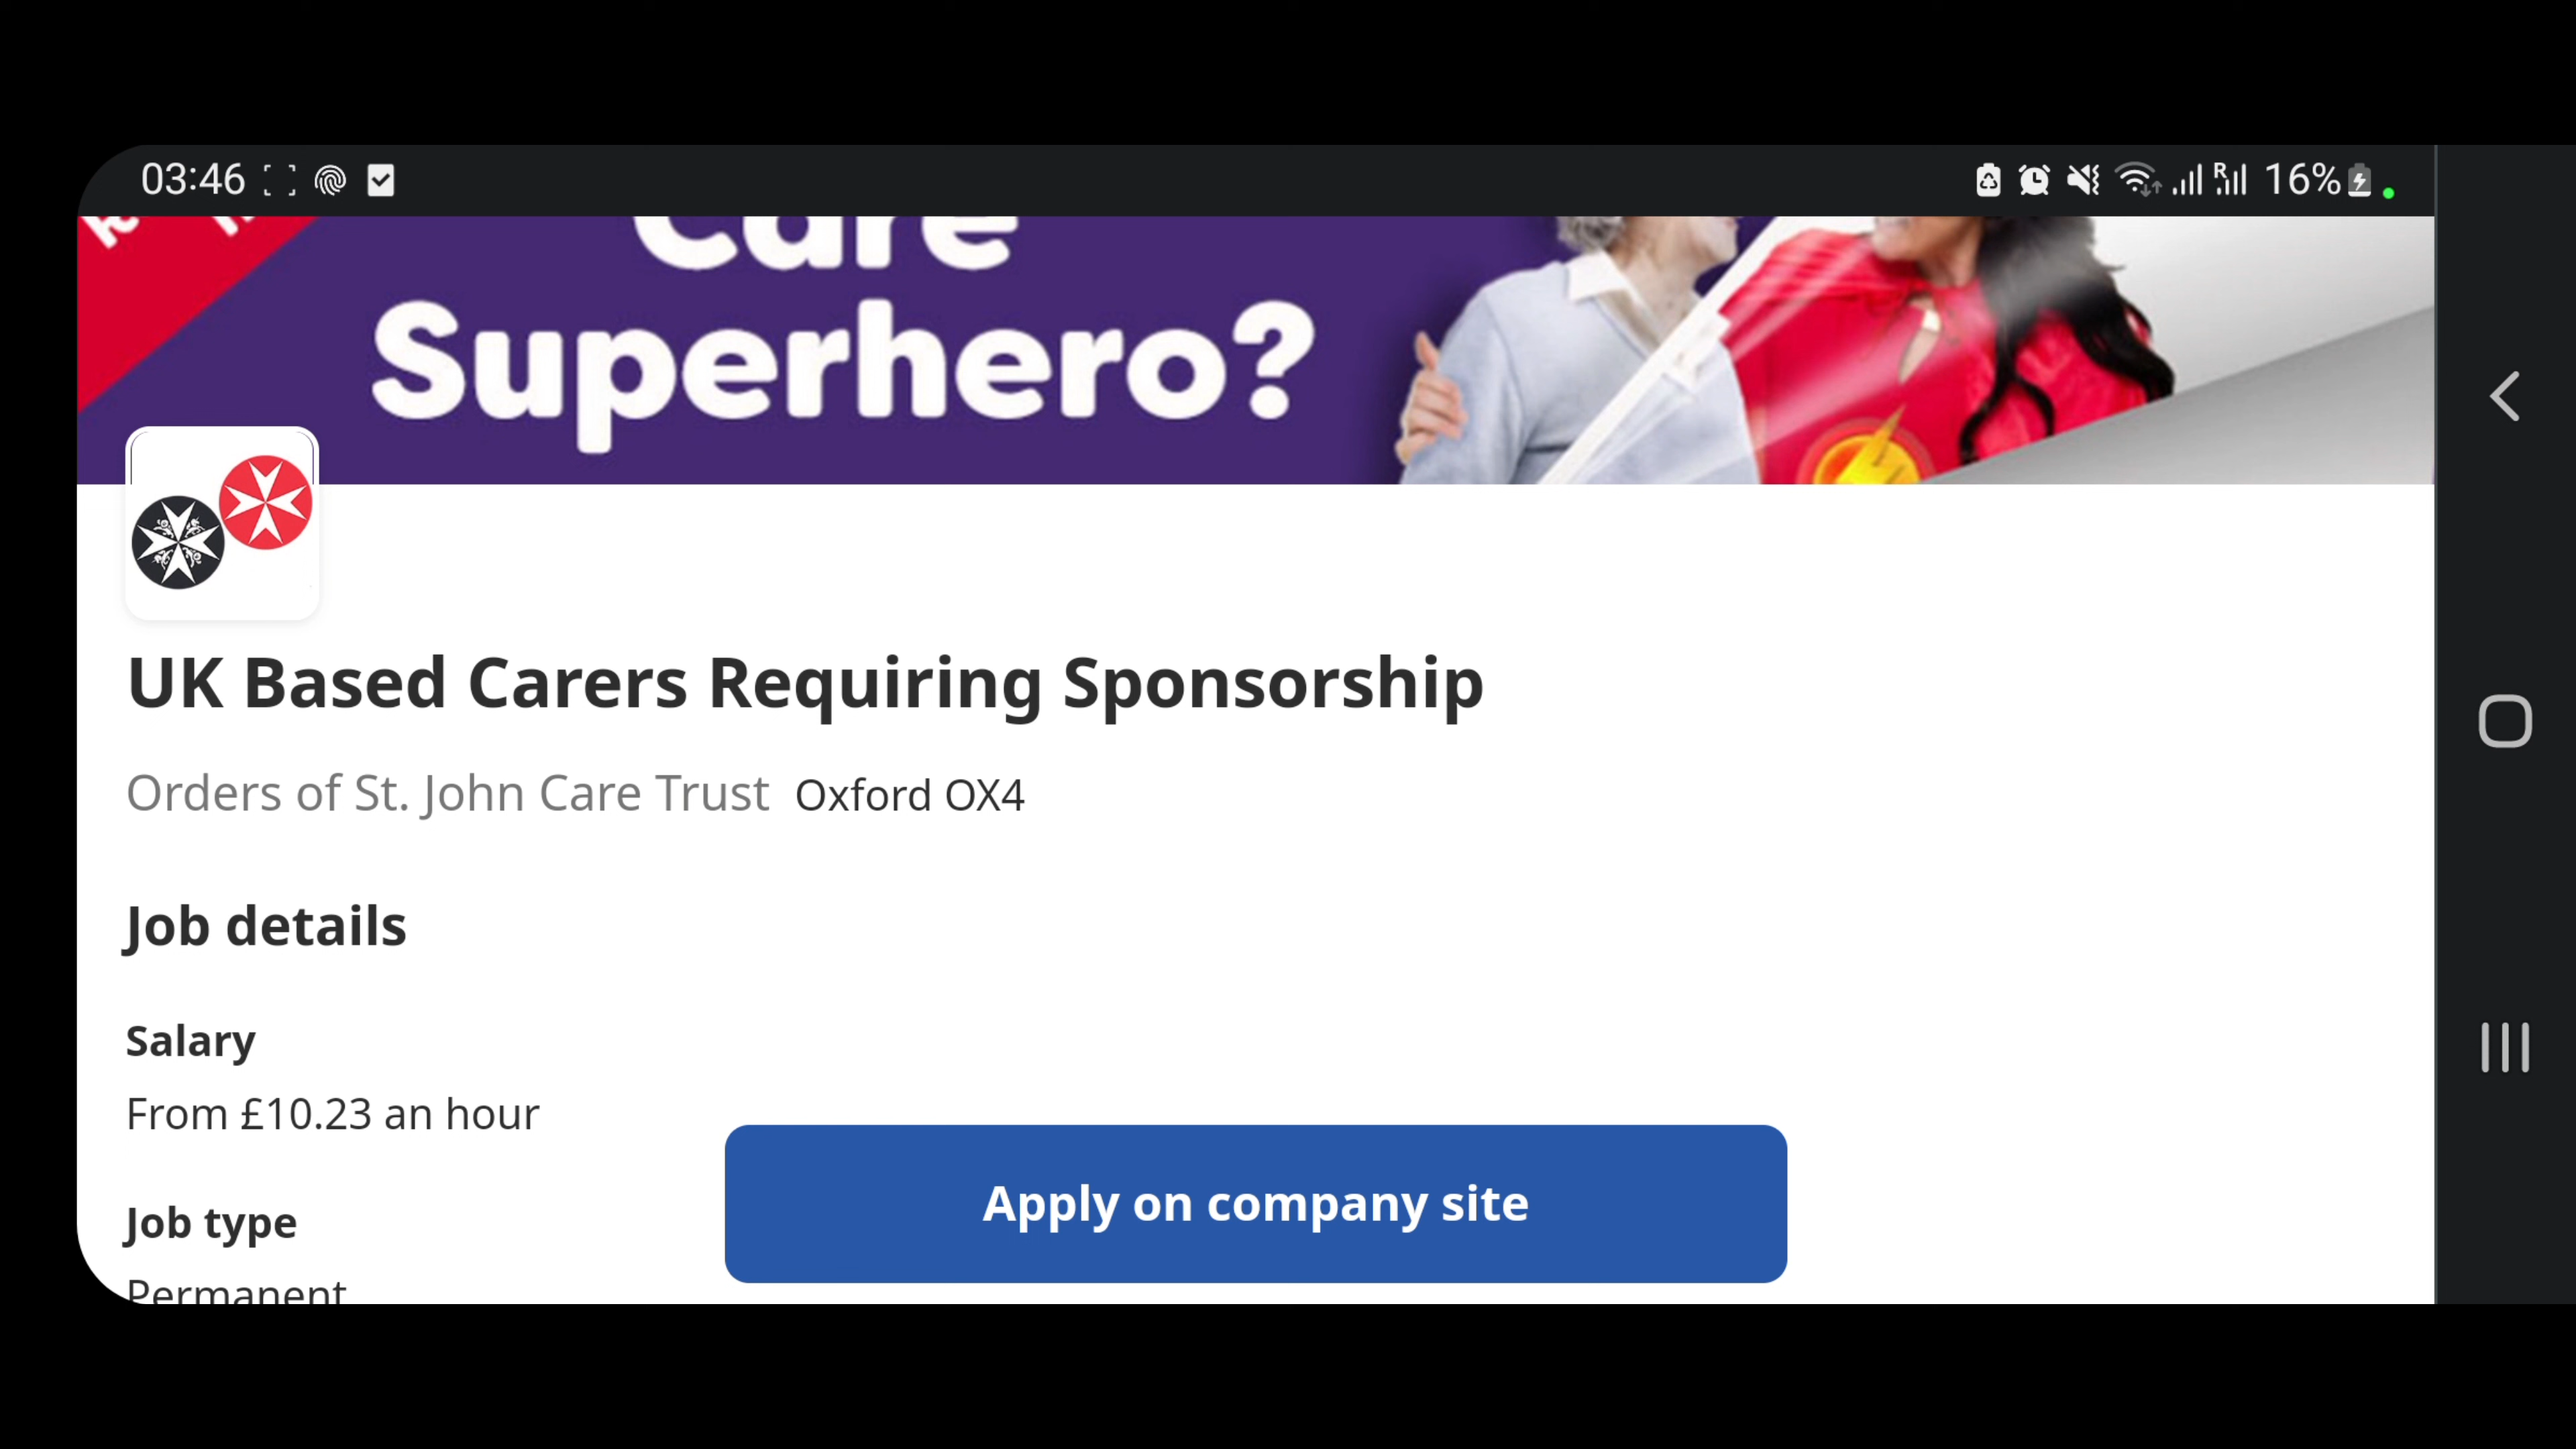 03:46
R
16%
Care
Superhero?
UK Based Carers Requiring Sponsorship
Orders of St. John Care Trust Oxford OX4
Job details
Salary
From £10.23 an hour
Apply on company site
Job type
Permanent